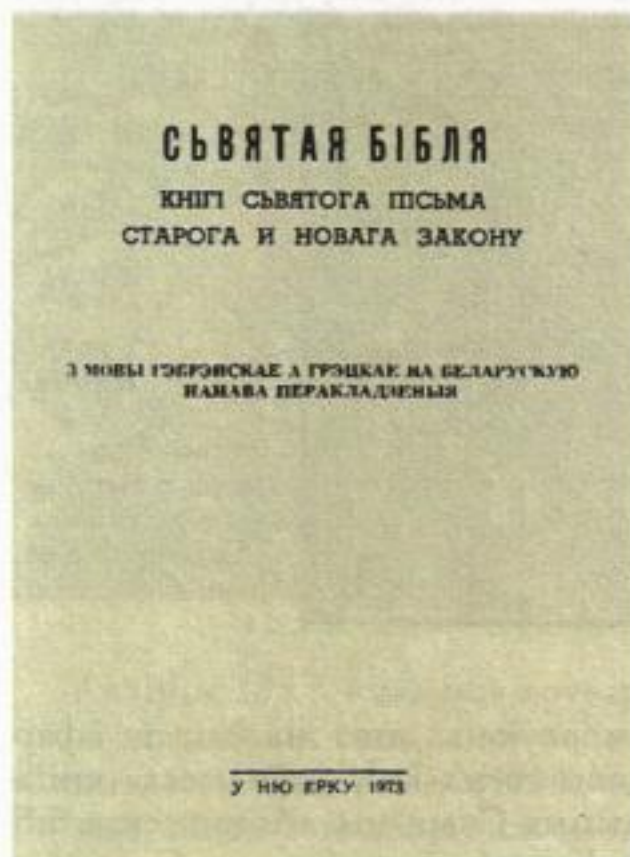 СЬВЯТАЯ БІБЛЯ
КНІГІ СЬВЯТОГА ПІСЬМА
СТАРОГА И НОВАГА ЗАКОНУ
З МОВЫ ГЭБРЭЙСКАЕ А ГРЭЦКАЕ НА БЕЛАРУСКУЮ
НАНАВА ПЕРАКЛАДЗЕНЫЯ
У НЮ ЕРКУ 1973